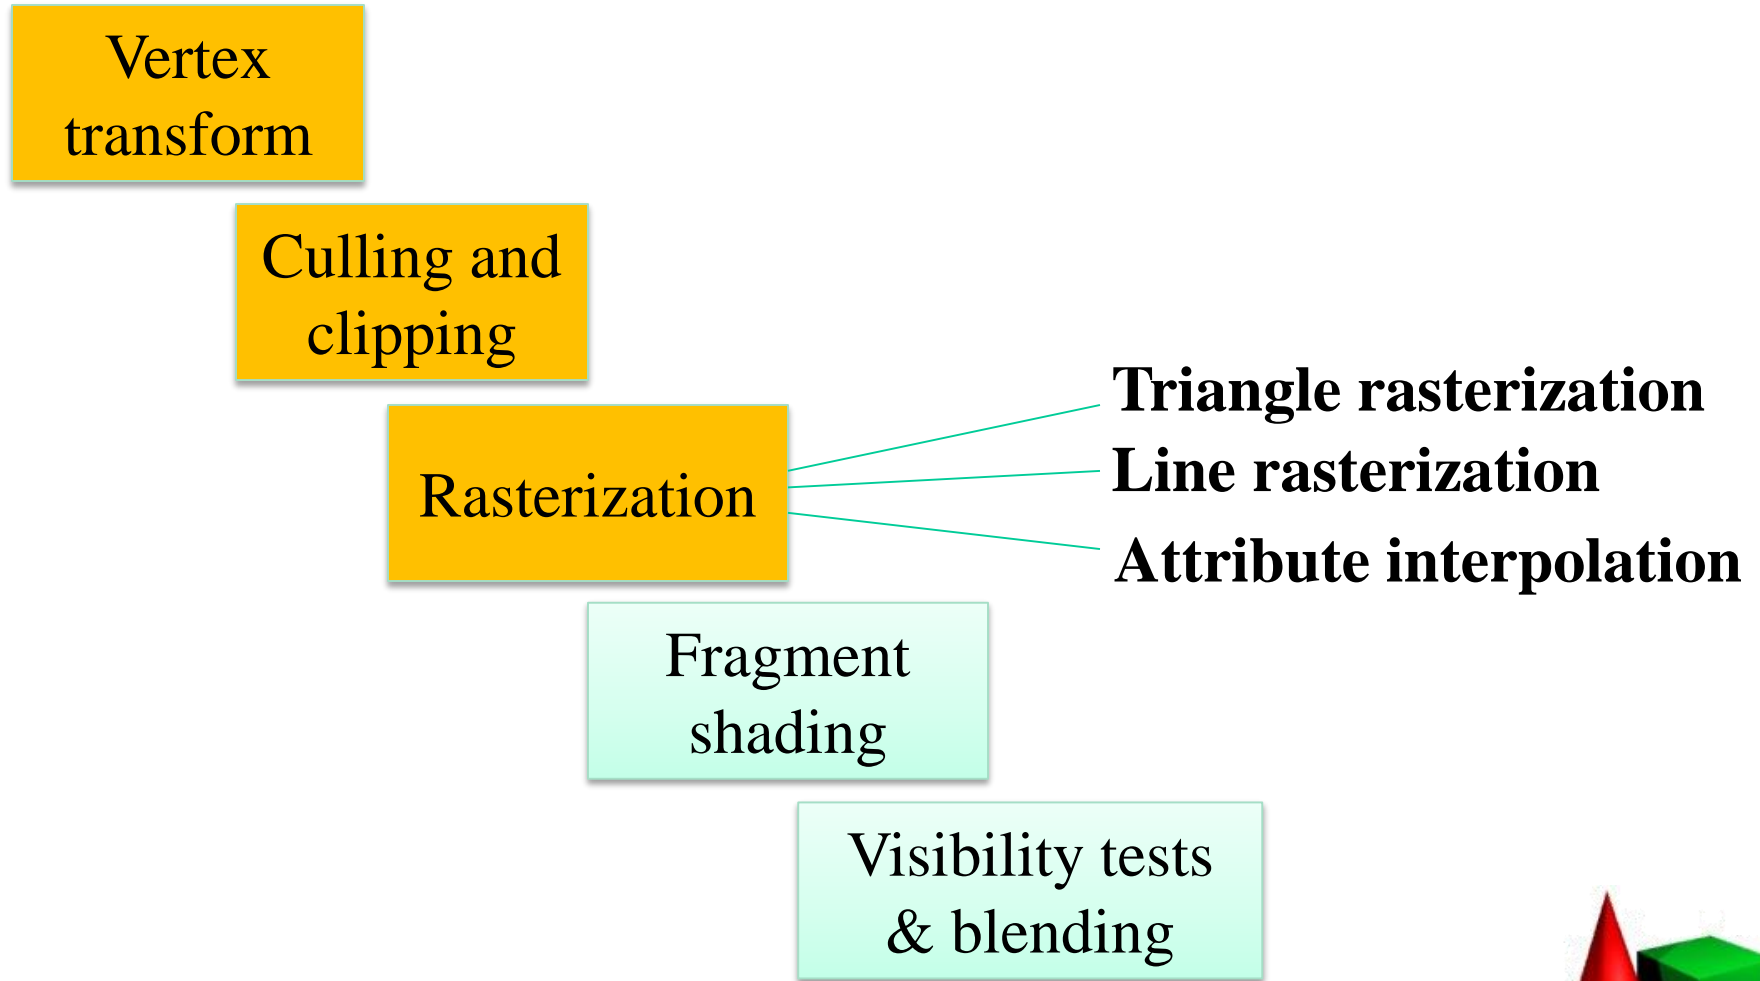 Vertex
transform
Culling and
clipping
Rasterization
Triangle rasterization
Line rasterization
Attribute interpolation
Fragment
shading
Visibility tests
& blending